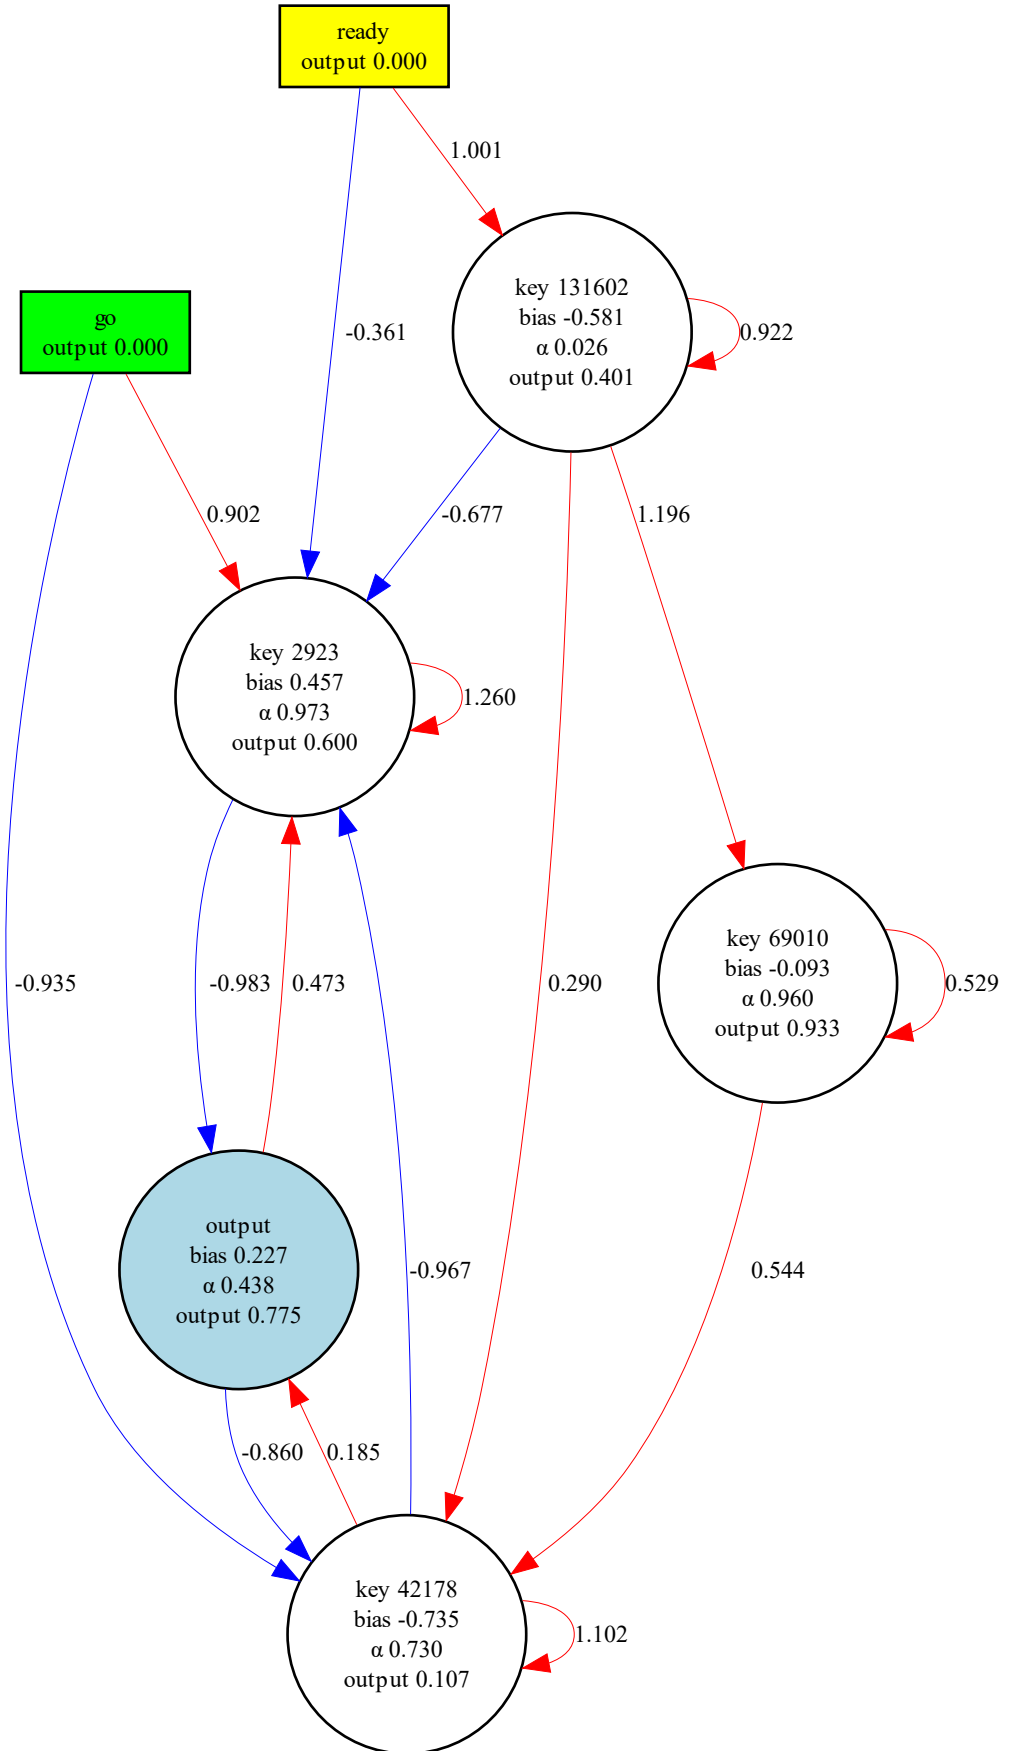 ready
output 0.000
1.001
key 131602
bias -0.581
α 0.026
output 0.401
0.922
go
output 0.000
-0.361
0.902
-0.677
1.196
key 2923
bias 0.457
α 0.973
output 0.600
1.260
key 69010
bias -0.093
α 0.960
output 0.933
0.529
-0.935
-0.983
0.473
0.290
output
bias 0.227
α 0.438
output 0.775
-0.967
0.544
-0.860
0.185
key 42178
bias -0.735
α 0.730
output 0.107
1.102